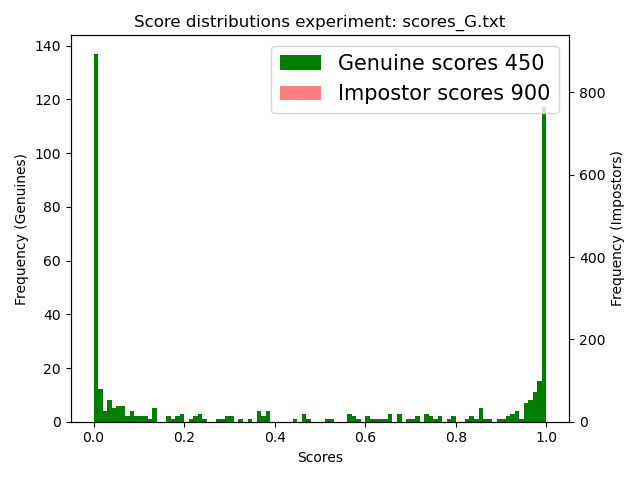 Score distributions experiment: scores_G.txt
Genuine scores 450
Impostor scores 900
140
120
100
80
60
40
20
0
Frequency (Genuines)
800
600
400
200
0
Frequency (Impostors)
0.0 0.2 0.4 0.6 0.8 1.0
Scores